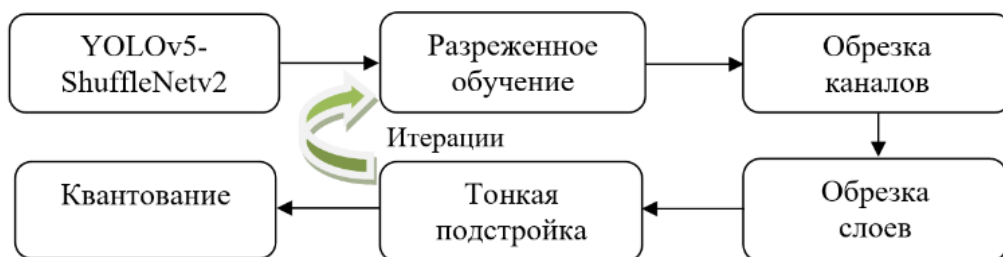 YOLOv5-
ShuffleNetv2
Разреженное
обучение
Обрезка
каналов
Итерации
Квантование
Тонкая
подстройка
Обрезка
слоев